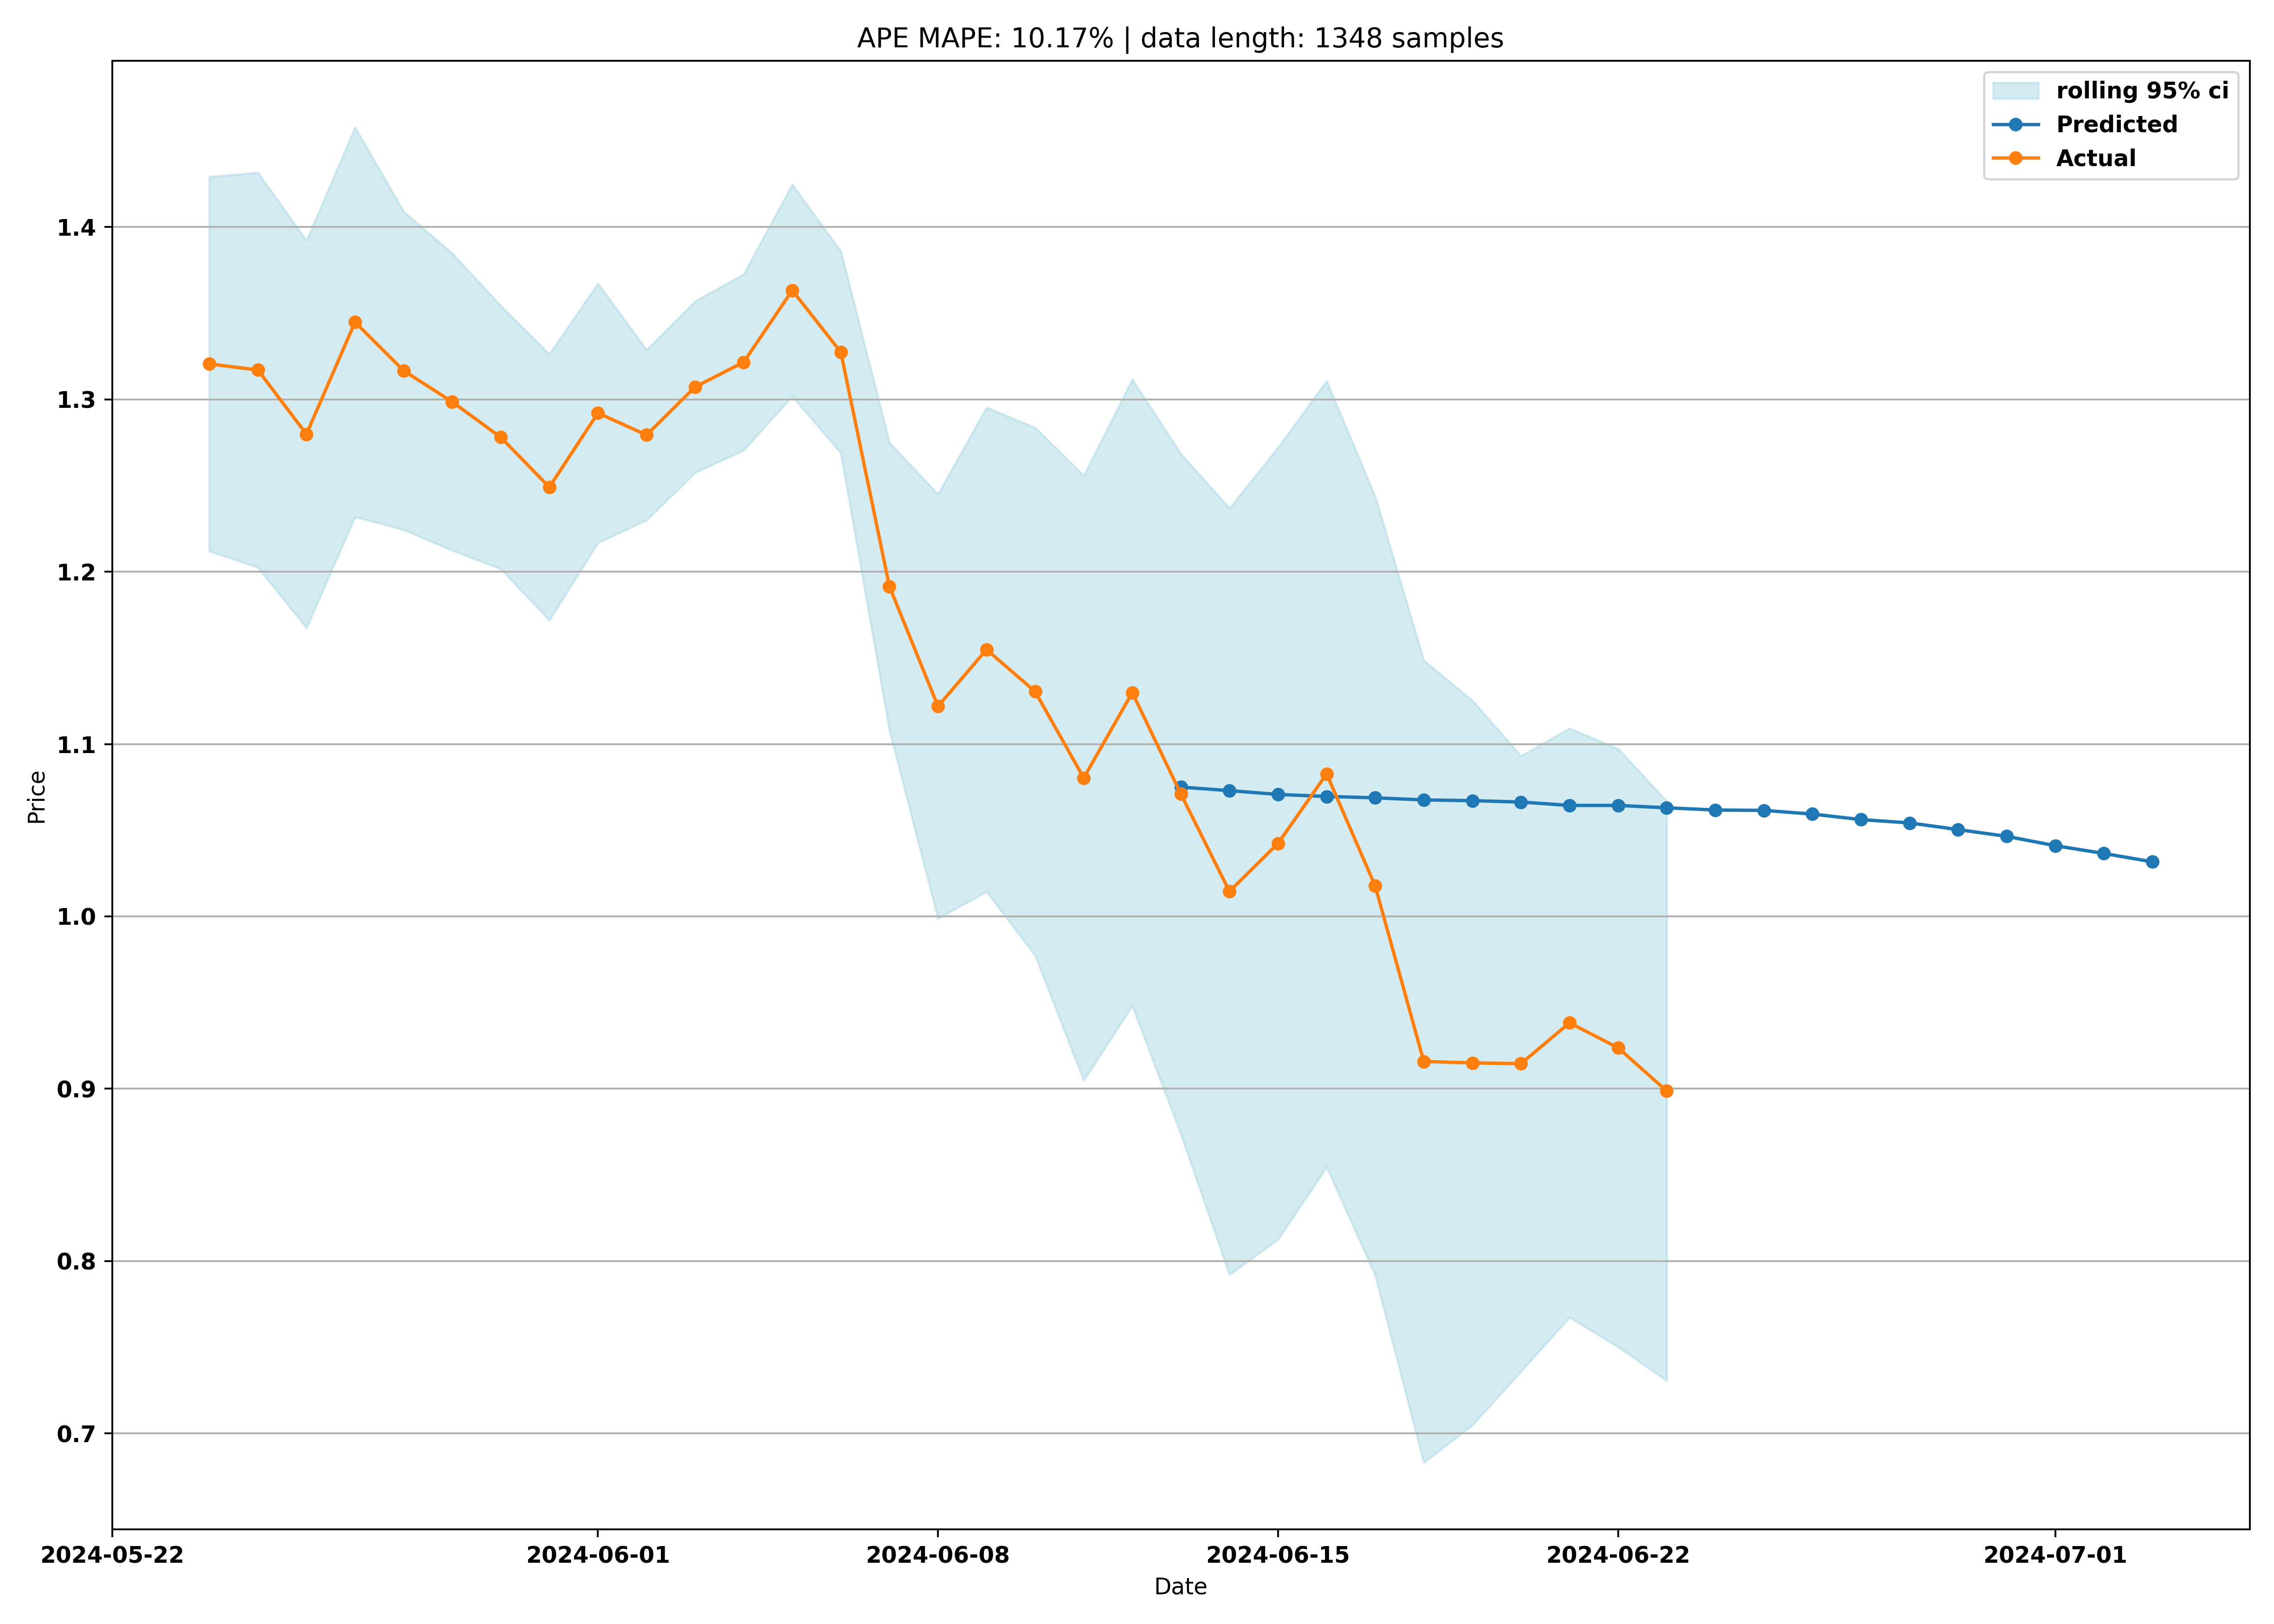 APE MAPE: 10.17% | data length: 1348 samples
rolling 95% ci
Predicted
Actual
1.4
1.3
1.2
1.1
1.0
0.9
0.8
0.7
Price
2024-05-22
2024-06-01
2024-06-08
2024-06-15
2024-06-22
2024-07-01
Date